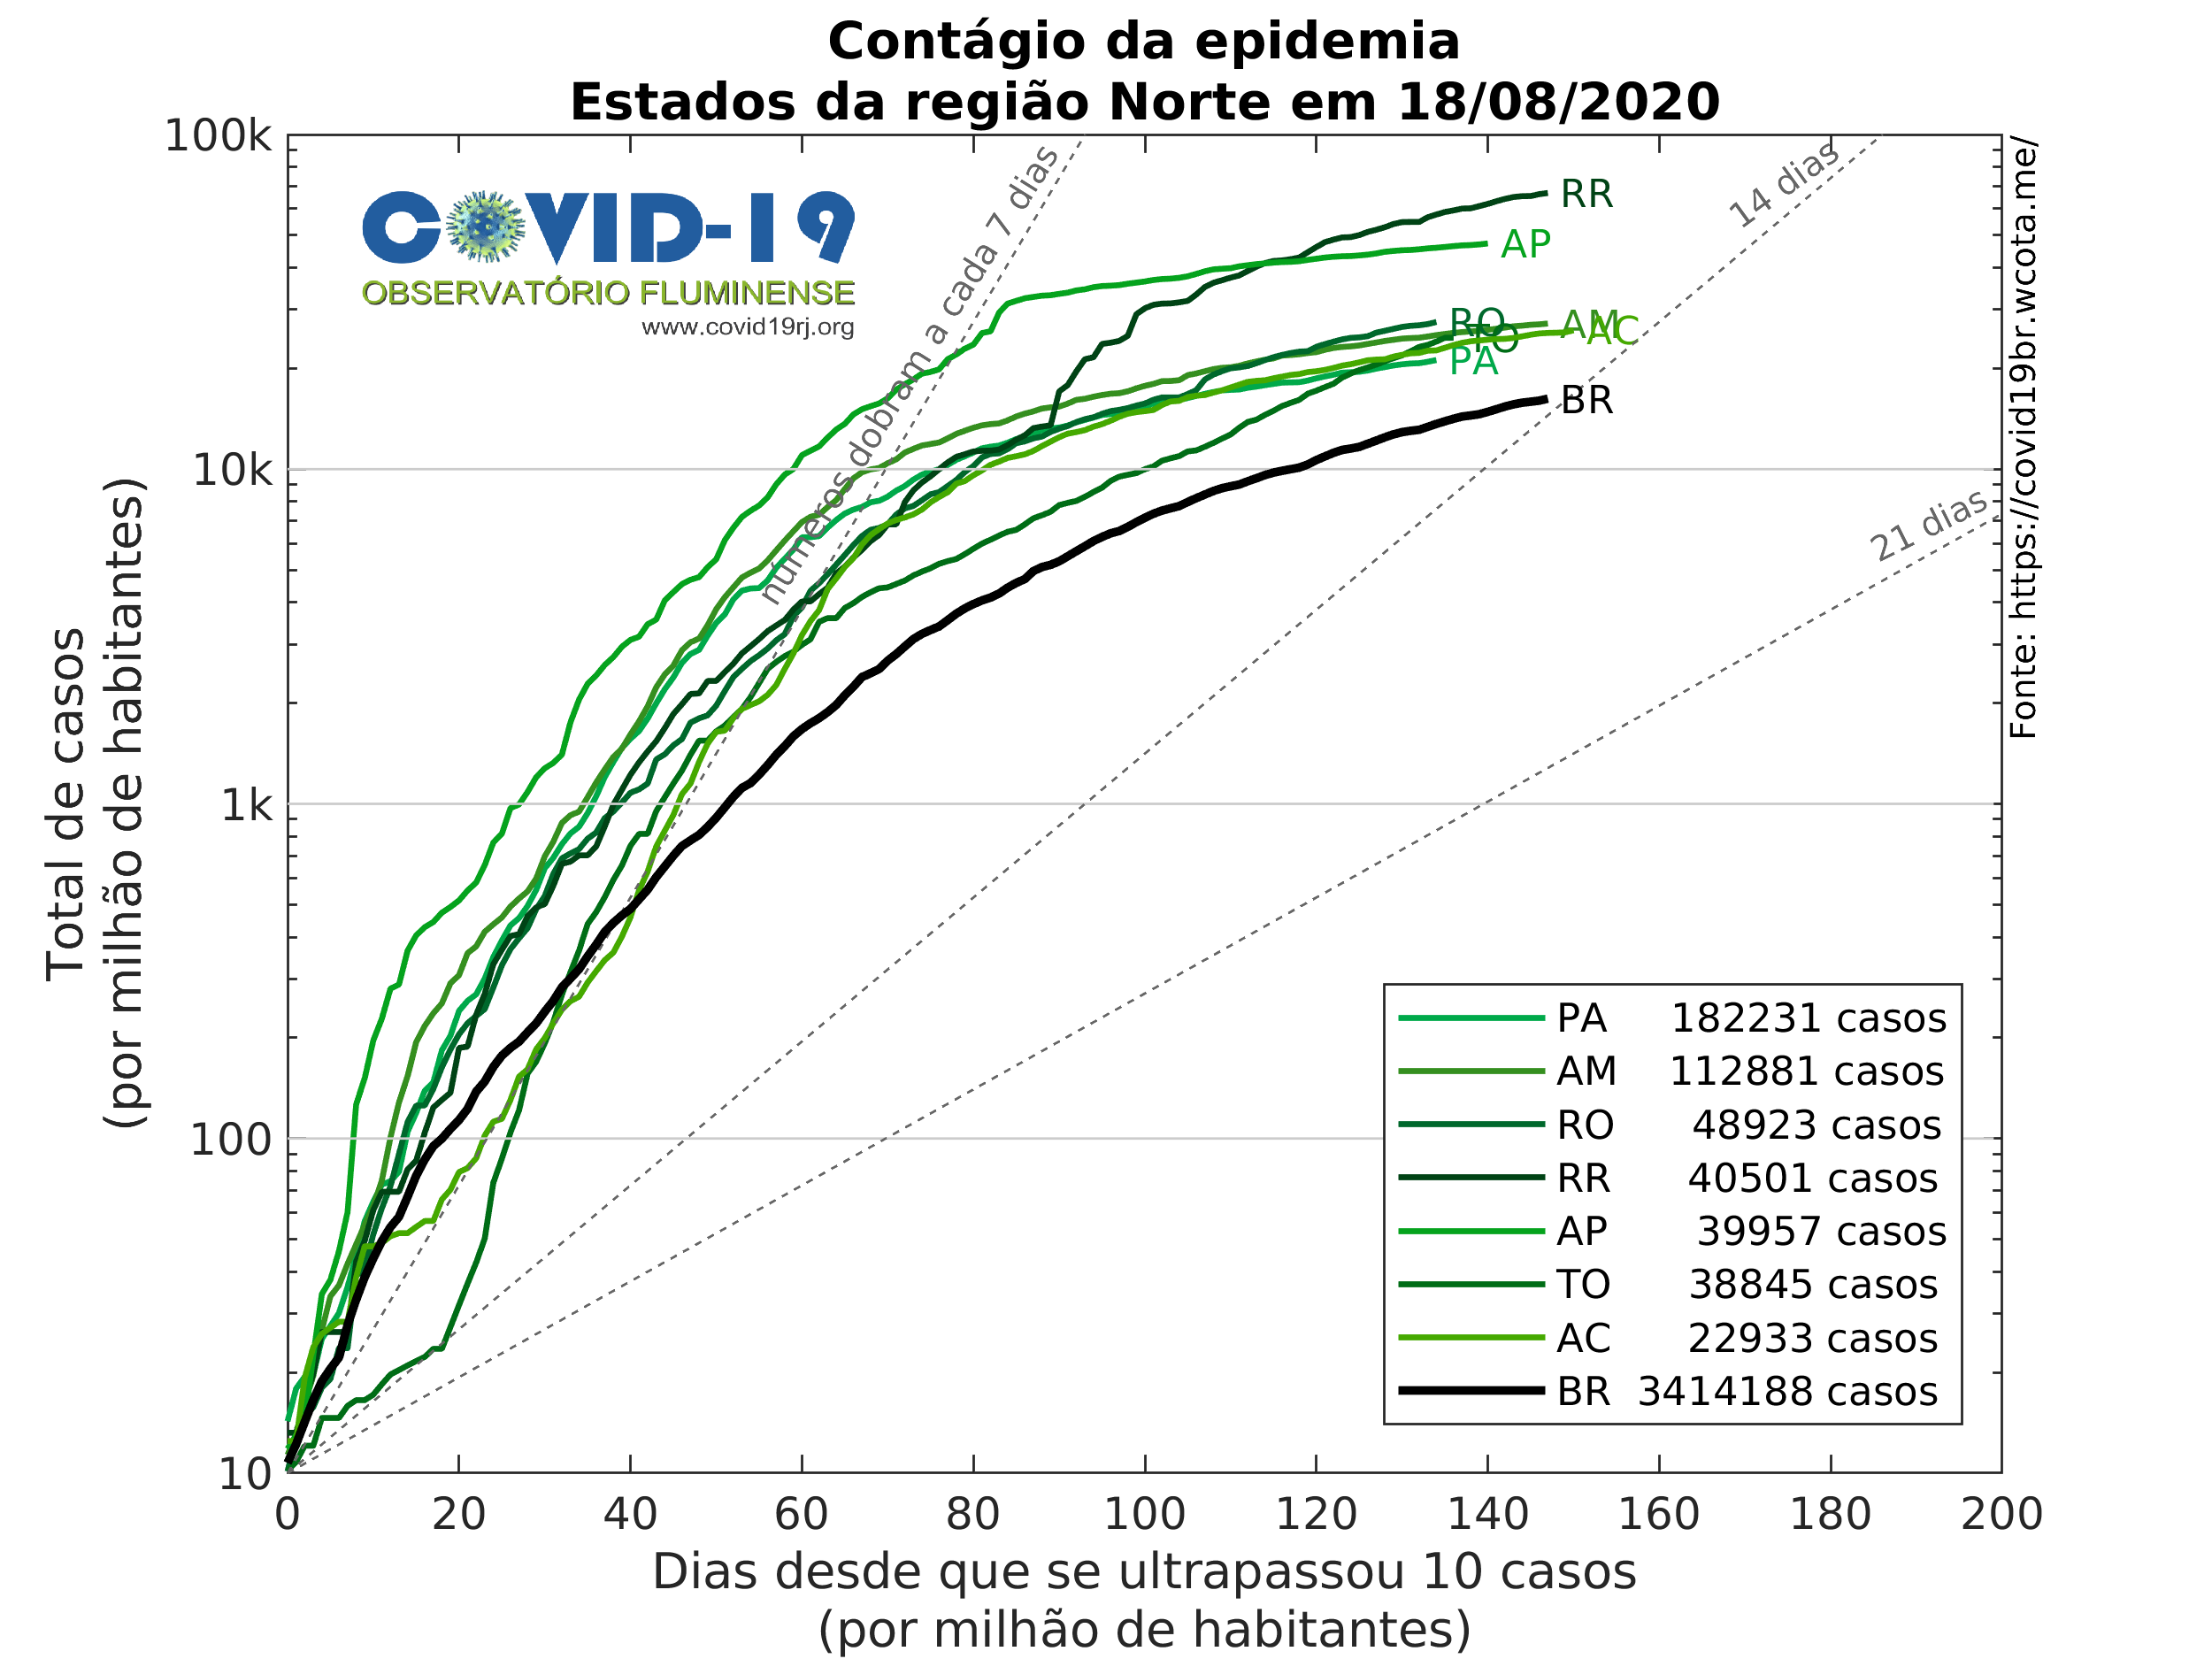 Contágio da epidemia
Estados da região Norte em 18/08/2020
100k
10k
1k
100
10
Total de casos
(por milhão de habitantes)
COVID-19
OBSERVATÓRIO FLUMINENSE
www.covid19rj.org
números dobram a cada 7 dias
14 dias
21 dias
RR
AP
RO
AM
AC
TO
PA
BR
Fonte: https://covid19br.wcota.me/
PA 182231 casos
AM 112881 casos
RO 48923 casos
RR 40501 casos
AP 39957 casos
TO 38845 casos
AC 22933 casos
BR 3414188 casos
0 20 40 60 80 100 120 140 160 180 200
Dias desde que se ultrapassou 10 casos
(por milhão de habitantes)